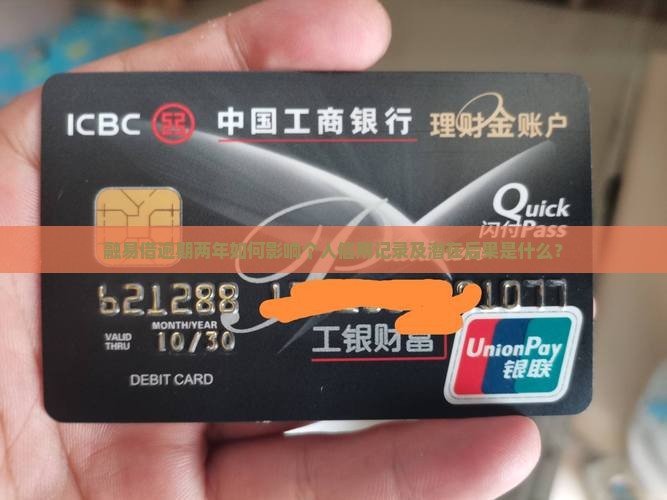 ICBC 中国工商银行 理财金账户
Quick
闪付Pass
融易借逾期两年如何影响个人信用记录及潜在后果是什么?
621288
01077
MONTH/YEAR
VALID THRU 10/30
工银财富
DEBIT CARD
UnionPay
银联